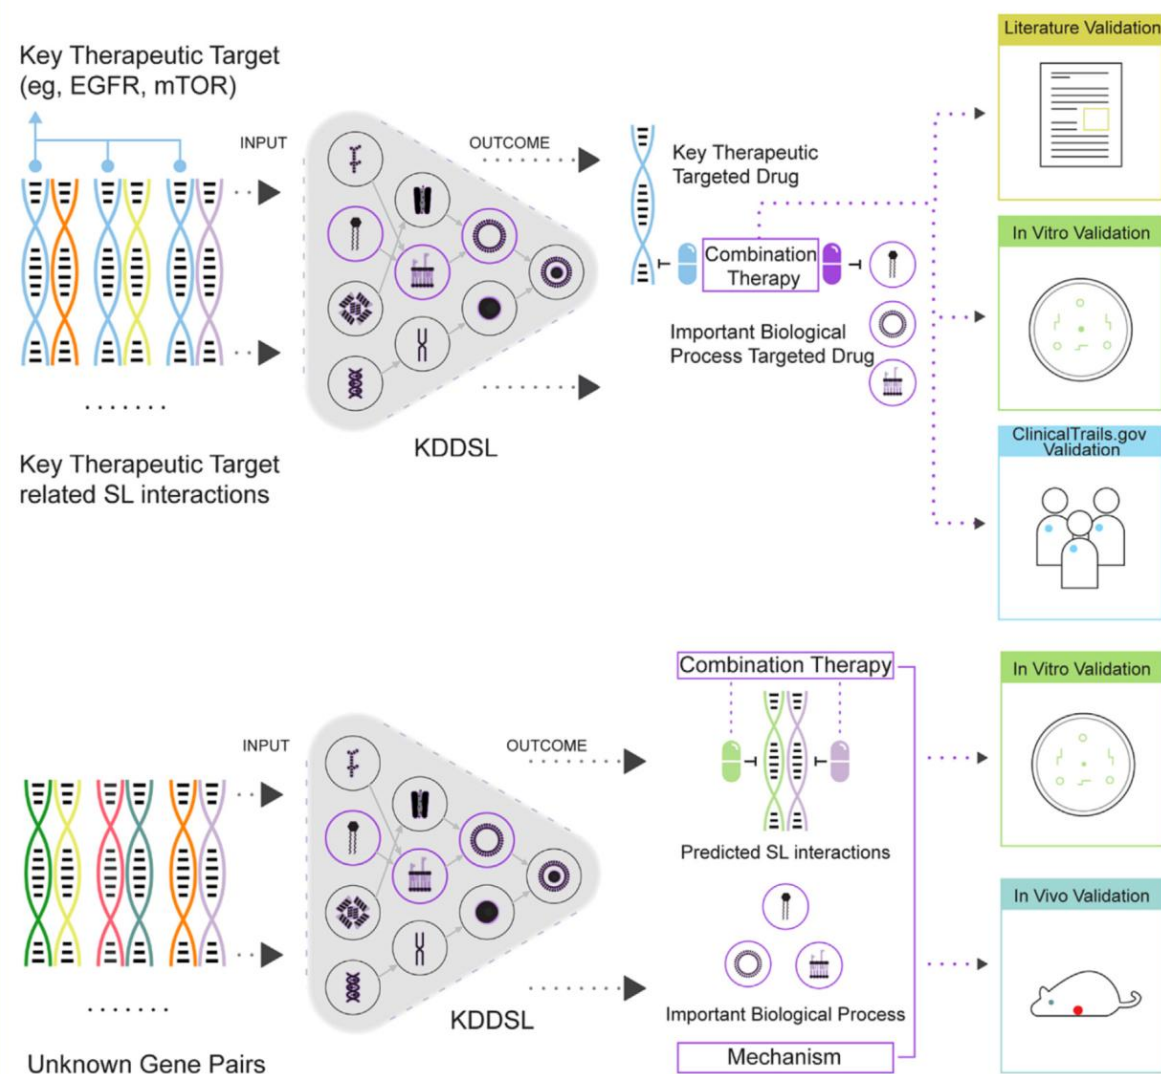 Key Therapeutic Target
(eg, EGFR, mTOR)
INPUT
OUTCOME
KDDSL
Key Therapeutic Target
related SL interactions
Key Therapeutic
Targeted Drug
Combination
Therapy
Important Biological
Process Targeted Drug
Literature Validation
In Vitro Validation
ClinicalTrails.gov
Validation
INPUT
OUTCOME
KDDSL
Unknown Gene Pairs
Combination Therapy
Predicted SL interactions
Important Biological Process
Mechanism
In Vitro Validation
In Vivo Validation